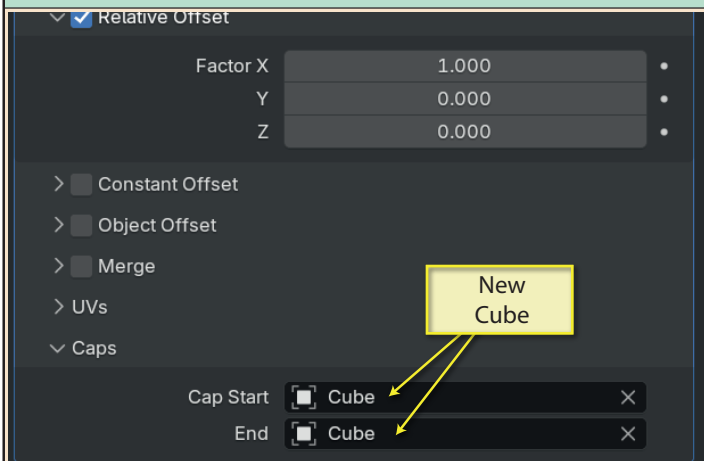 Relative Offset
Factor X 1.000
Y 0.000
Z 0.000
Constant Offset
Object Offset
Merge
New
Cube
UVs
Caps
Cap Start Cube
End Cube